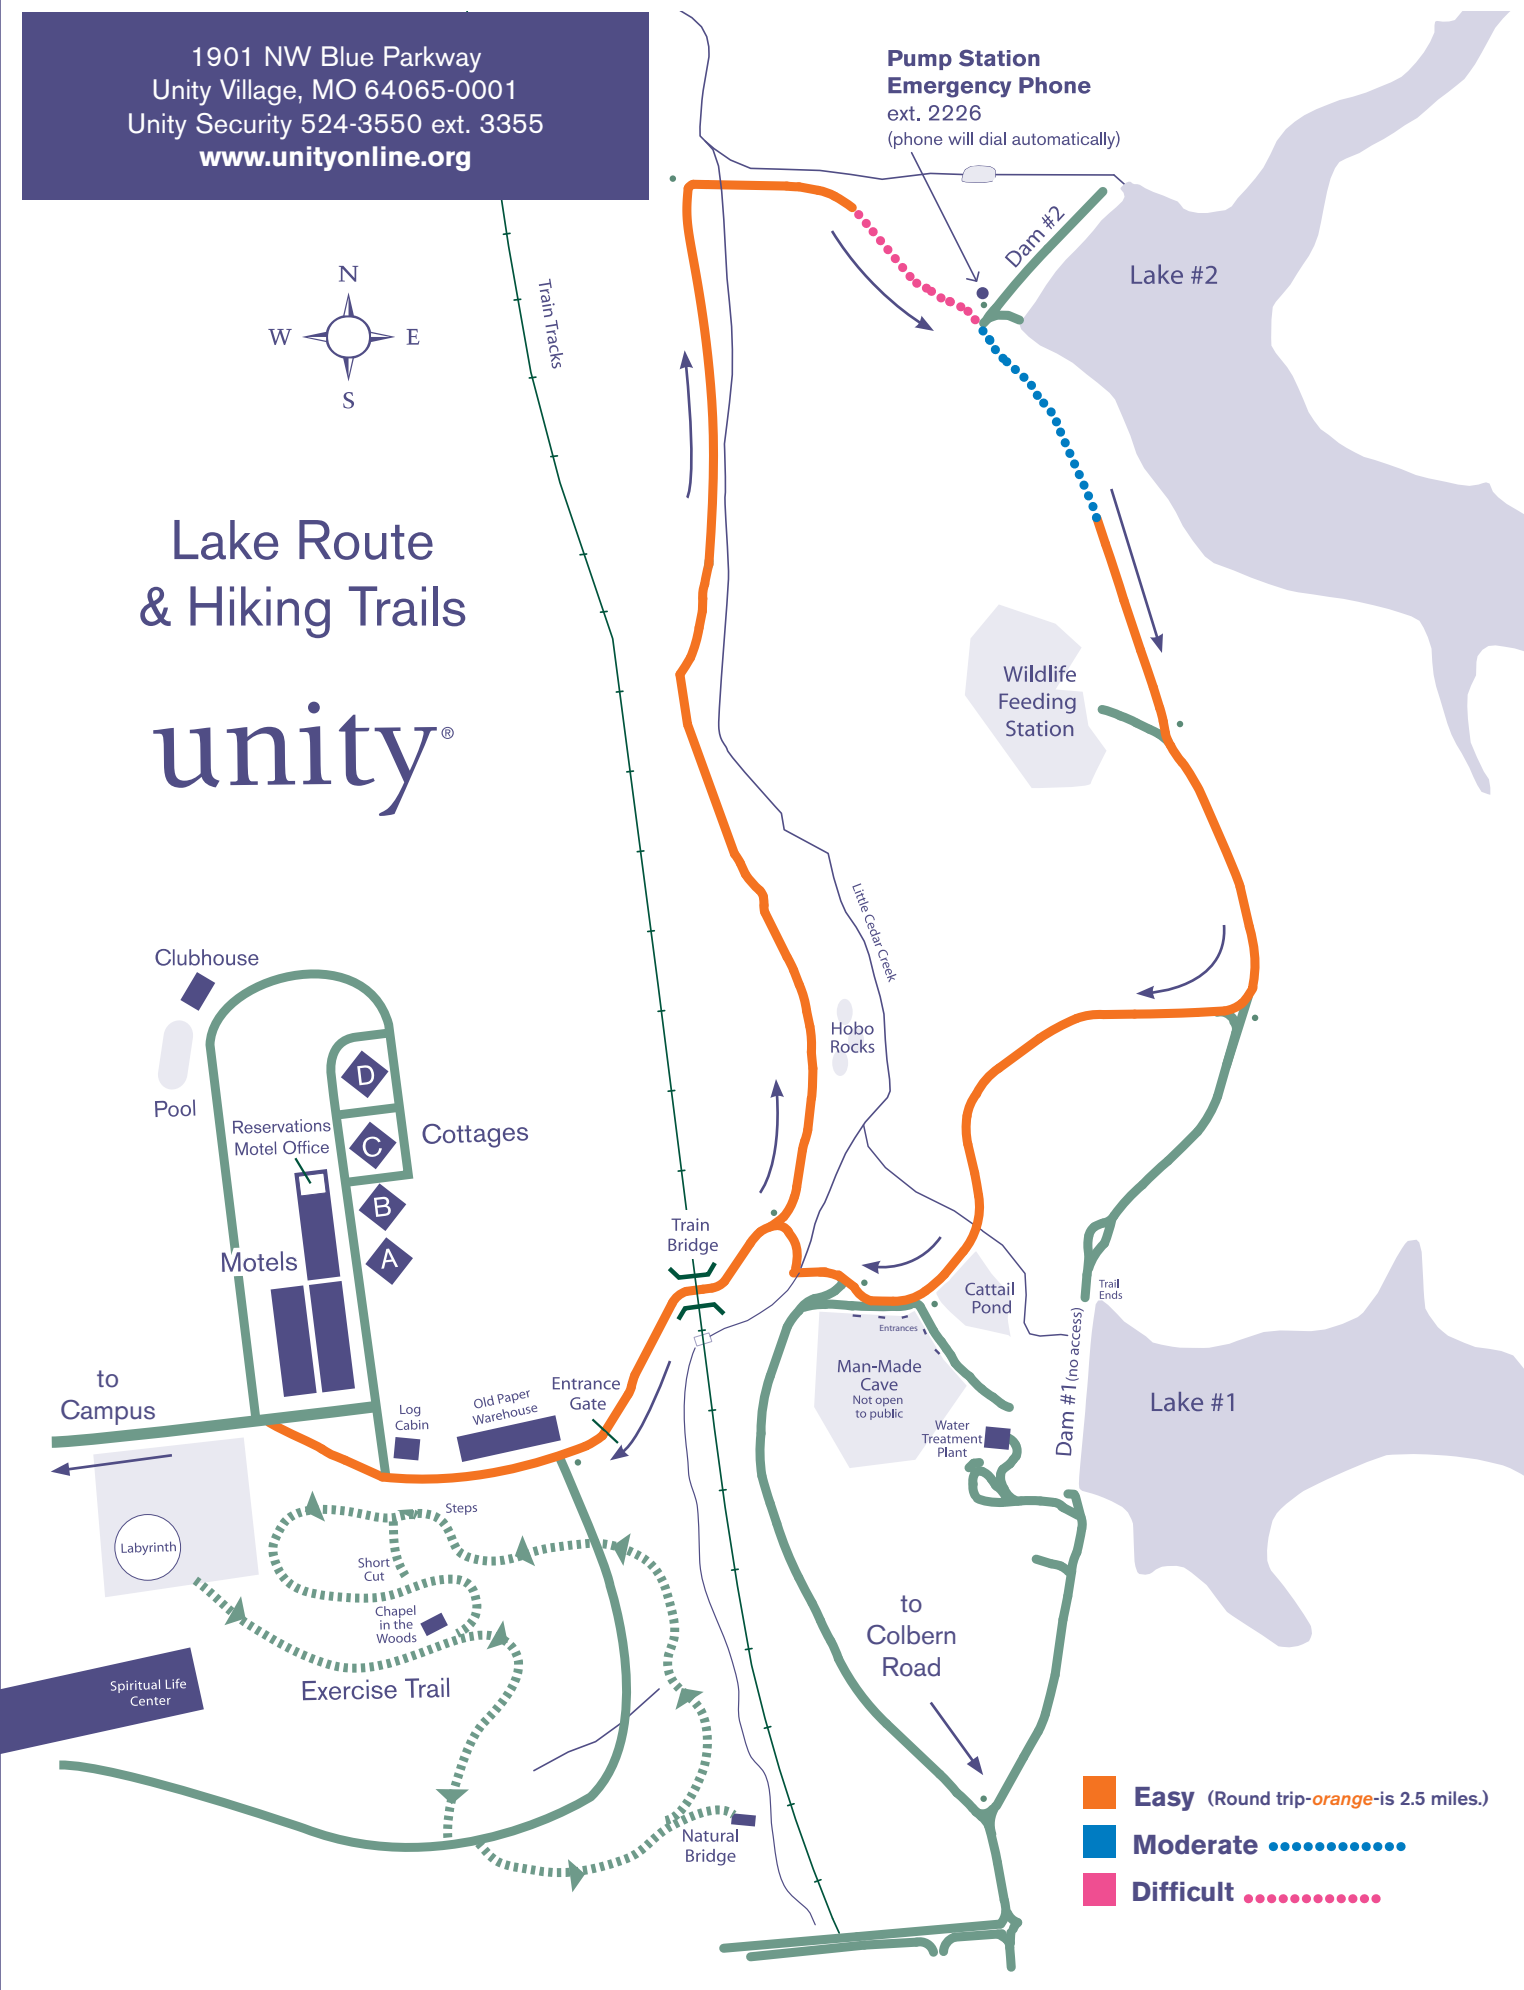 1901 NW Blue Parkway
Unity Village, MO 64065-0001
Unity Security 524-3550 ext. 3355
www.unityonline.org
Pump Station
Emergency Phone
ext. 2226
(phone will dial automatically)
Dam #2
Lake #2
N
W
E
S
Train Tracks
Lake Route
& Hiking Trails
unity®
Wildlife
Feeding
Station
Little Cedar Creek
Clubhouse
Hobo
Rocks
Pool
D
Reservations
Motel Office
C
Cottages
B
A
Motels
Train
Bridge
Cattail
Pond
Trail
Ends
Entrances
Man-Made
Cave
Not open
to public
Dam #1 (no access)
Lake #1
to
Campus
Entrance
Gate
Old Paper
Warehouse
Log
Cabin
Water
Treatment
Plant
Steps
Labyrinth
Short
Cut
Chapel
in the
Woods
to
Colbern
Road
Exercise Trail
Spiritual Life
Center
Natural
Bridge
Easy (Round trip-orange-is 2.5 miles.)
Moderate
Difficult